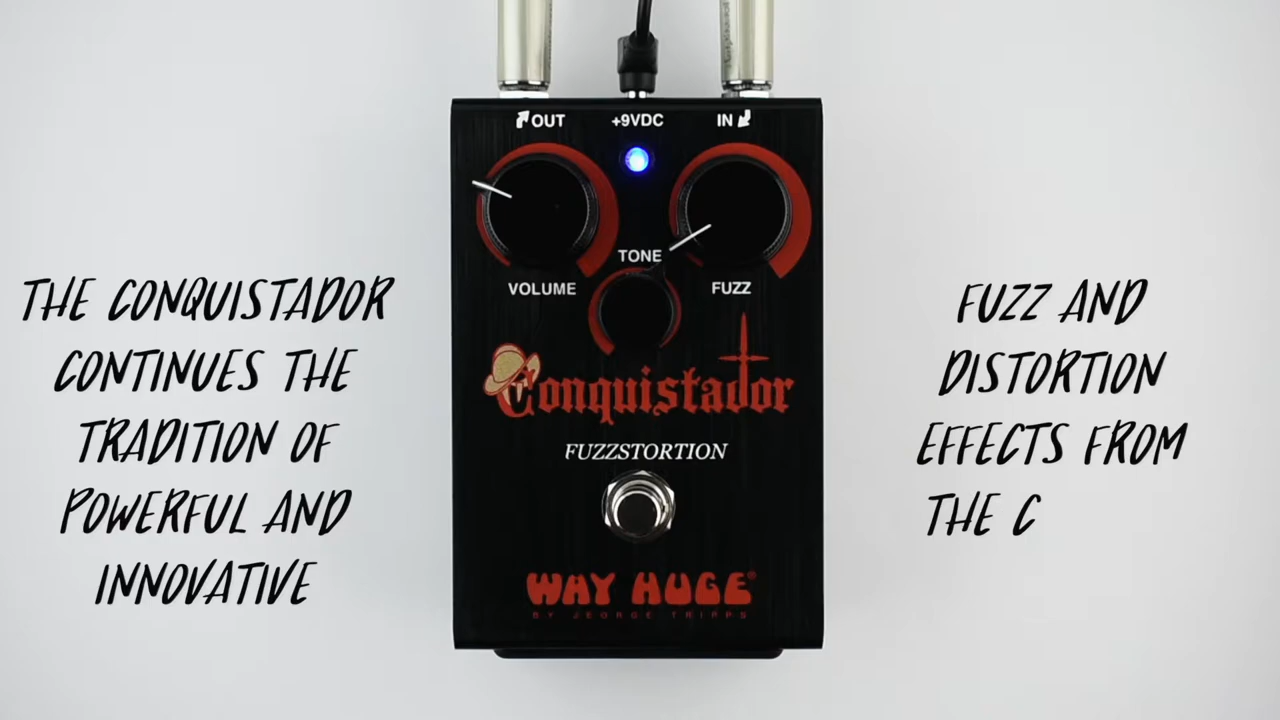 THE CONQUISTADOR
CONTINUES THE
TRADITION OF
POWERFUL AND
INNOVATIVE
OUT +9VDC IN
TONE
VOLUME FUZZ
Conquistador
FUZZSTORTION
WAY HUGE®
BY JEORGE TRIPPS
FUZZ AND
DISTORTION
EFFECTS FROM
THE C